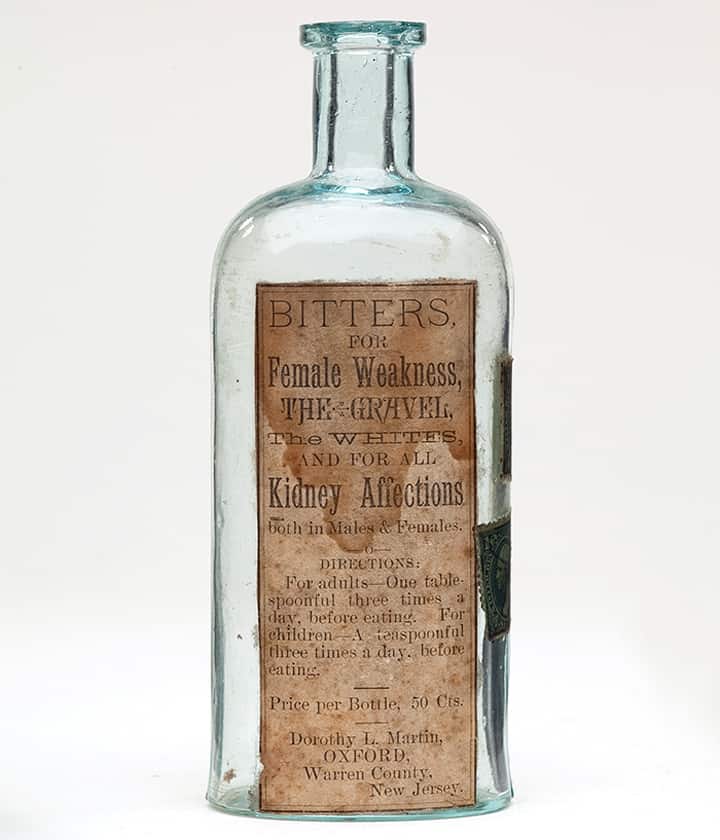 BITTERS,
FOR
Female Weakness,
THE GRAVEL,
The WHITES,
AND FOR ALL
Kidney Affections
both in Males & Females.
—o—
DIRECTIONS:
For adults—One table-
spoonful three times a
day, before eating. For
children—A teaspoonful
three times a day, before
eating.
Price per Bottle, 50 Cts.
Dorothy L. Martin,
OXFORD,
Warren County,
New Jersey.